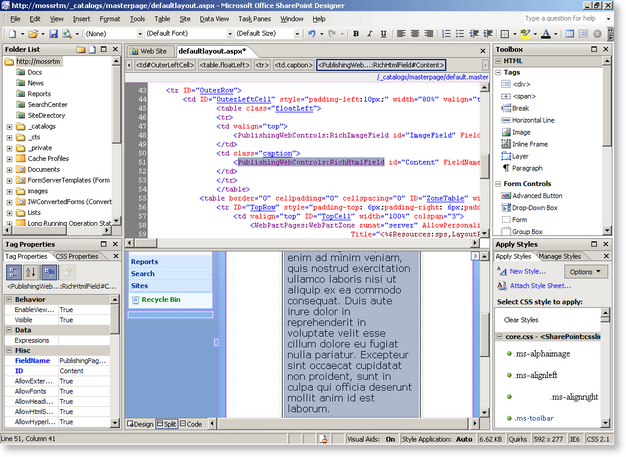 http://mossrtm/_catalogs/masterpage/defaultlayout.aspx - Microsoft Office SharePoint Designer
File Edit View Insert Format Tools Table Site Data View Task Panes Window Help
Type a question for help
(None) (Default Font) (Default Size)
Folder List
http://mossrtm
Docs
News
Reports
SearchCenter
SiteDirectory
_catalogs
_cts
_private
Cache Profiles
Documents
FormServerTemplates (Form
images
IWConvertedForms (Convert
Lists
Long Running Operation Stat
Web Site defaultlayout.aspx*
<td#OuterLeftCell> <table.floatLeft> <tr> <td.caption> <PublishingWeb...:RichHtmlField#Content>
/_catalogs/masterpage/default.master
43 <tr ID="OuterRow">
44 <td ID="OuterLeftCell" style="padding-left:10px;" width="80%" valign="t
45 <table class="floatLeft">
46 <tr>
47 <td valign="top">
48 <PublishingWebControls:RichImageField id="ImageField" Field
49 </td>
50 <td class="caption">
51 <PublishingWebControls:RichHtmlField id="Content" FieldName
52 </td>
53 </tr>
54 </table>
55 <table border="0" cellpadding="0" cellspacing="0" ID="ZoneTable" wi
56 <tr ID="TopRow" style="padding-top: 6px;padding-right: 6px;padd
57 <td valign="top" ID="TopCell" width="100%" colspan="3">
58 <WebPartPages:WebPartZone runat="server" AllowPersonali
59 Title="<%$Resources:sps,LayoutP
Reports
Search
Sites
Recycle Bin
enim ad minim veniam,
quis nostrud exercitation
ullamco laboris nisi ut
aliquip ex ea commodo
consequat. Duis aute
irure dolor in
reprehenderit in
voluptate velit esse
cillum dolore eu fugiat
nulla pariatur. Excepteur
sint occaecat cupidatat
non proident, sunt in
culpa qui officia deserunt
mollit anim id est
laborum.
Design Split Code
Toolbox
HTML
Tags
<div>
<span>
Break
Horizontal Line
Image
Inline Frame
Layer
Paragraph
Form Controls
Advanced Button
Drop-Down Box
Form
Group Box
Tag Properties
Tag Properties CSS Properties
<PublishingWeb...:RichHtmlField#C...
Behavior
EnableView... True
Visible True
Data
Expressions
Misc
FieldName PublishingPag...
ID Content
AllowExter... True
AllowFonts True
AllowHeadi... True
AllowHtmlS... True
AllowHyperl... True
Apply Styles
Apply Styles Manage Styles
New Style...
Options
Attach Style Sheet...
Select CSS style to apply:
Clear Styles
core.css - <SharePoint:csslin
.ms-alphaimage
.ms-alignleft
.ms-alignright
.ms-toolbar
Line 51, Column 41
Visual Aids: On Style Application: Auto 6.62 KB Quirks 592 x 277 IE6 CSS 2.1